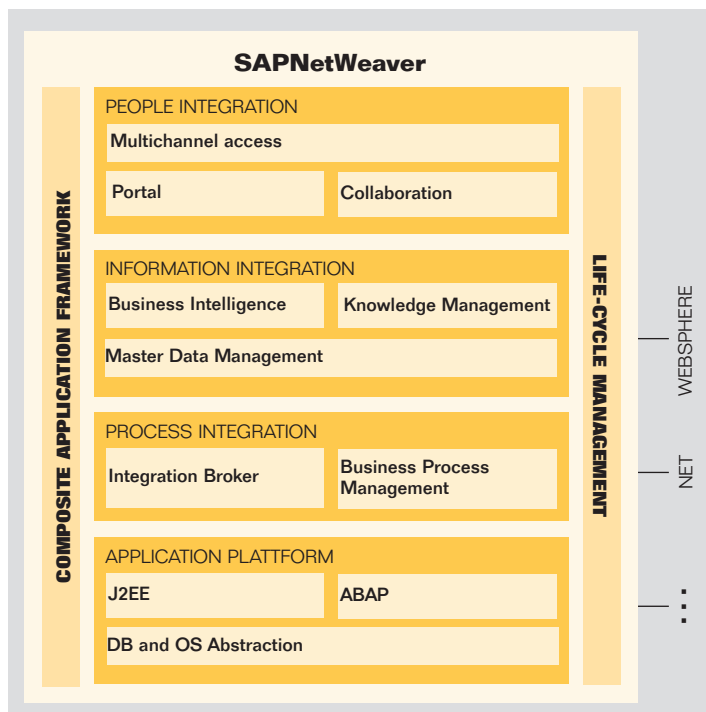 SAPNetWeaver
COMPOSITE APPLICATION FRAMEWORK
PEOPLE INTEGRATION
Multichannel access
Portal
Collaboration
INFORMATION INTEGRATION
Business Intelligence
Knowledge Management
Master Data Management
PROCESS INTEGRATION
Integration Broker
Business Process
Management
APPLICATION PLATTFORM
J2EE
ABAP
DB and OS Abstraction
LIFE-CYCLE MANAGEMENT
WEBSPHERE
NET
...